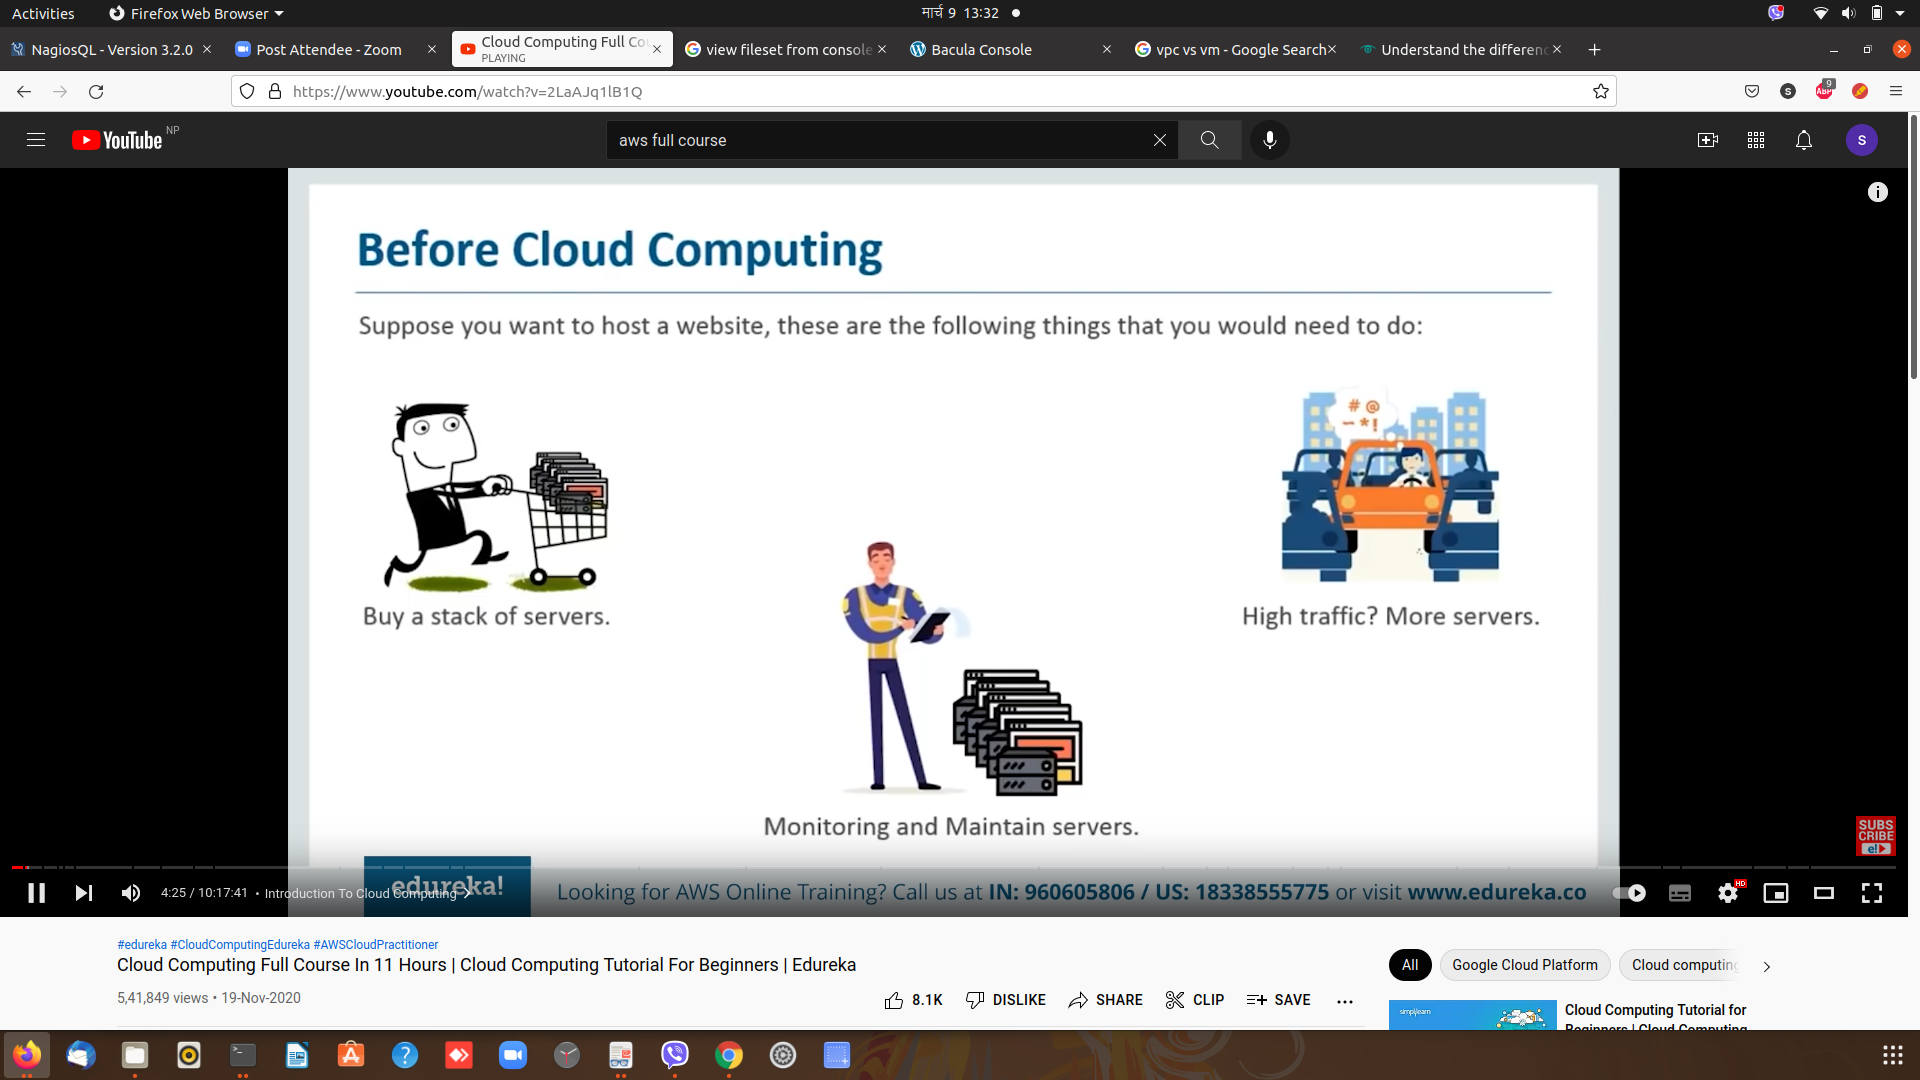 Activities
Firefox Web Browser
मार्च 9 13:32
NagiosQL - Version 3.2.0
Post Attendee - Zoom
Cloud Computing Full Co
PLAYING
view fileset from console
Bacula Console
vpc vs vm - Google Search
Understand the differenc
https://www.youtube.com/watch?v=2LaAJq1lB1Q
S
ABP
9
YouTube
NP
aws full course
S
Before Cloud Computing
Suppose you want to host a website, these are the following things that you would need to do:
# @
~ * !
Buy a stack of servers.
High traffic? More servers.
Monitoring and Maintain servers.
SUBS
CRIBE
e!
edureka!
Looking for AWS Online Training? Call us at IN: 960605806 / US: 18338555775 or visit www.edureka.co
4:25 / 10:17:41 • Introduction To Cloud Computing
HD
#edureka #CloudComputingEdureka #AWSCloudPractitioner
Cloud Computing Full Course In 11 Hours | Cloud Computing Tutorial For Beginners | Edureka
5,41,849 views • 19-Nov-2020
8.1K
DISLIKE
SHARE
CLIP
SAVE
All
Google Cloud Platform
Cloud computing
simplilearn
Cloud Computing Tutorial for
Beginners | Cloud Computing